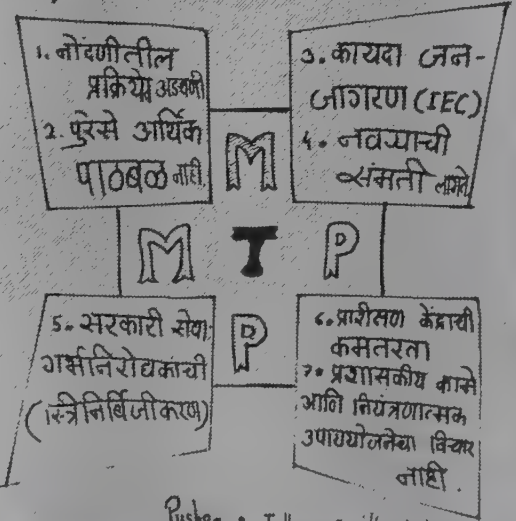 १. नोंदणीतील
प्रक्रियेत अडचणी
२. पुरेसे आर्थिक
पाठबळ नाही.
३. कायदा जन-
जागरण (IEC)
४. नवऱ्याची
संमती लागते
M
M T P
P
५. सरकारी सेवा
गर्भनिरोधकाची
(स्त्रिनिर्बिजीकरण)
६. प्रशिक्षण केंद्राची
कमतरता
७. प्रशासकीय कामे
आणि नियंत्रणात्मक
उपाययोजनेचा विचार
नाही.